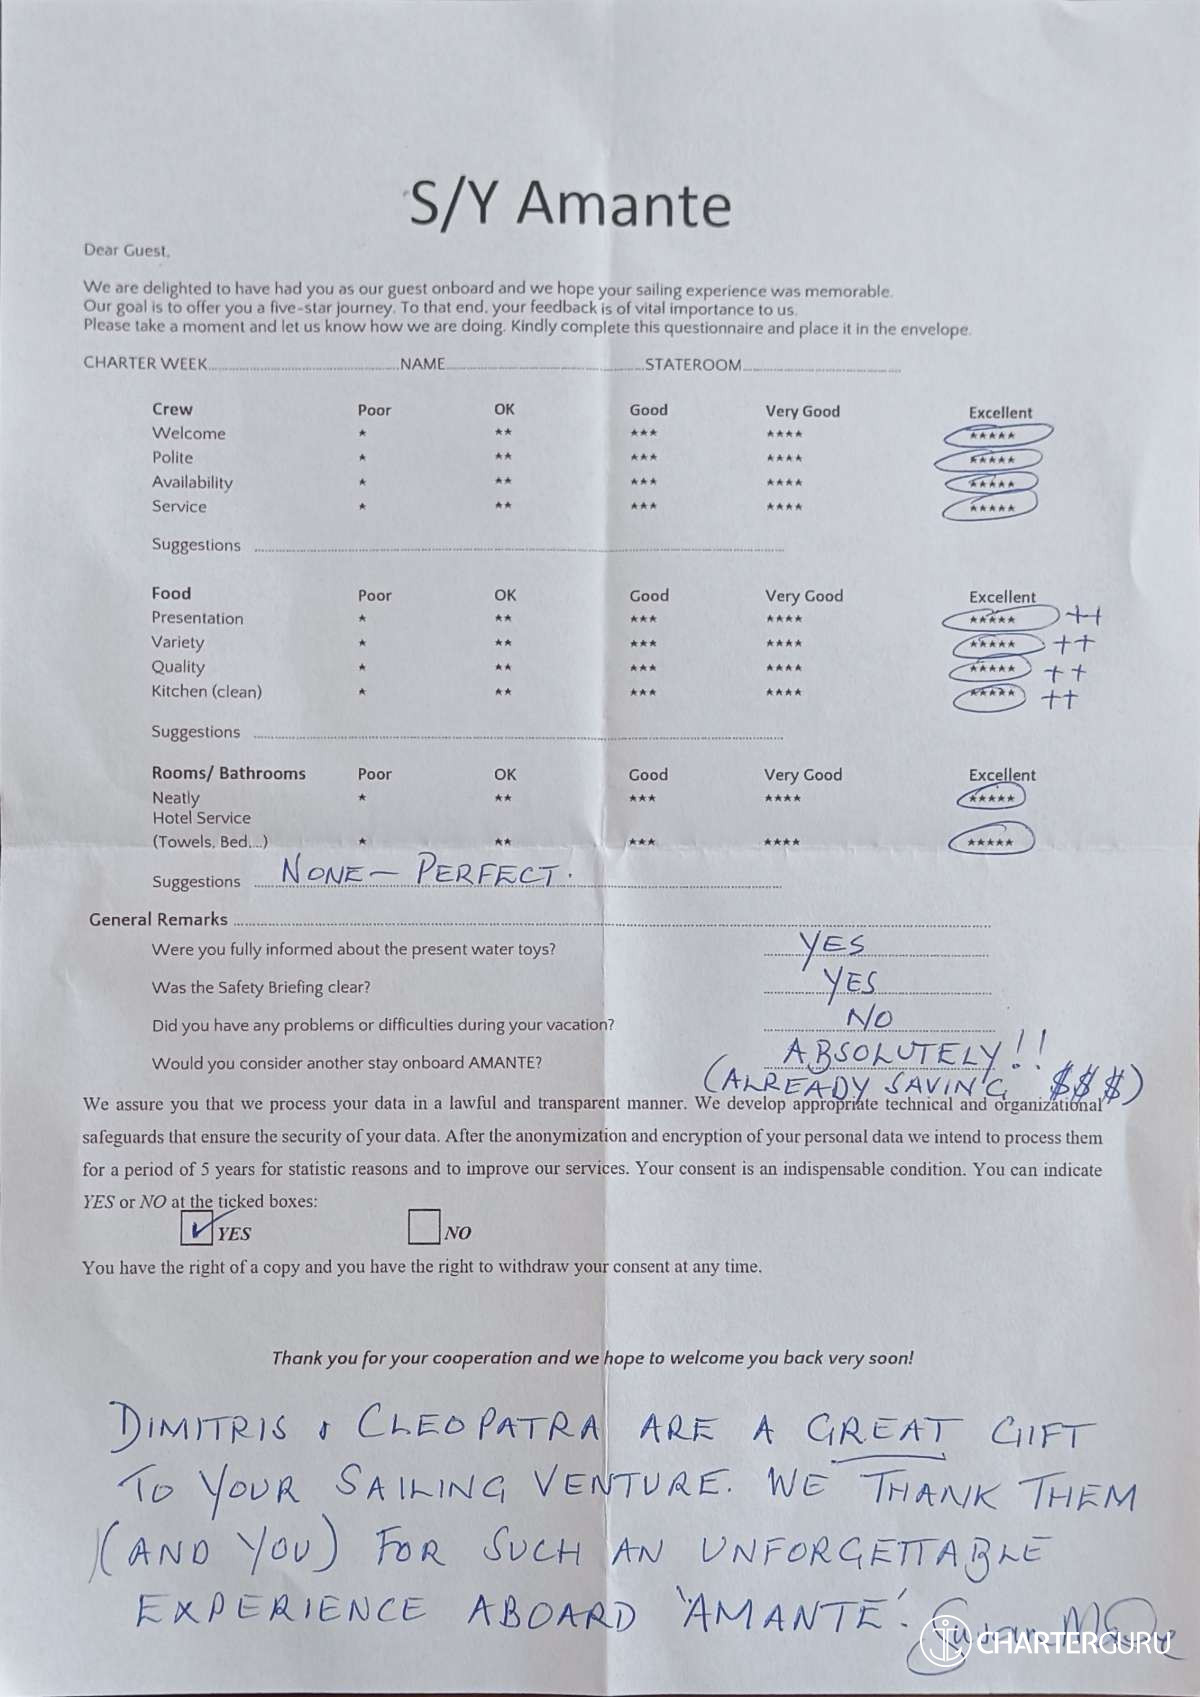 S/Y Amante
Dear Guest,
We are delighted to have had you as our guest onboard and we hope your sailing experience was memorable.
Our goal is to offer you a five-star journey. To that end, your feedback is of vital importance to us.
Please take a moment and let us know how we are doing. Kindly complete this questionnaire and place it in the envelope.
CHARTER WEEK NAME STATEROOM
Crew Poor OK Good Very Good Excellent
Welcome * ** *** **** *****
Polite * ** *** **** *****
Availability * ** *** **** *****
Service * ** *** **** *****
Suggestions
Food Poor OK Good Very Good Excellent
Presentation * ** *** **** ***** ++
Variety * ** *** **** ***** ++
Quality * ** *** **** ***** ++
Kitchen (clean) * ** *** **** ***** ++
Suggestions
Rooms/ Bathrooms Poor OK Good Very Good Excellent
Neatly * ** *** **** *****
Hotel Service
(Towels, Bed,...) * ** *** **** *****
Suggestions NONE - PERFECT.
General Remarks
Were you fully informed about the present water toys? YES
Was the Safety Briefing clear? YES
Did you have any problems or difficulties during your vacation? NO
Would you consider another stay onboard AMANTE? ABSOLUTELY!!
(ALREADY SAVING $$$)
We assure you that we process your data in a lawful and transparent manner. We develop appropriate technical and organizational
safeguards that ensure the security of your data. After the anonymization and encryption of your personal data we intend to process them
for a period of 5 years for statistic reasons and to improve our services. Your consent is an indispensable condition. You can indicate
YES or NO at the ticked boxes:
YES NO
You have the right of a copy and you have the right to withdraw your consent at any time.
Thank you for your cooperation and we hope to welcome you back very soon!
DIMITRIS & CLEOPATRA ARE A GREAT GIFT
TO YOUR SAILING VENTURE. WE THANK THEM
(AND YOU) FOR SUCH AN UNFORGETTABLE
EXPERIENCE ABOARD 'AMANTE'.
CHARTERGURU